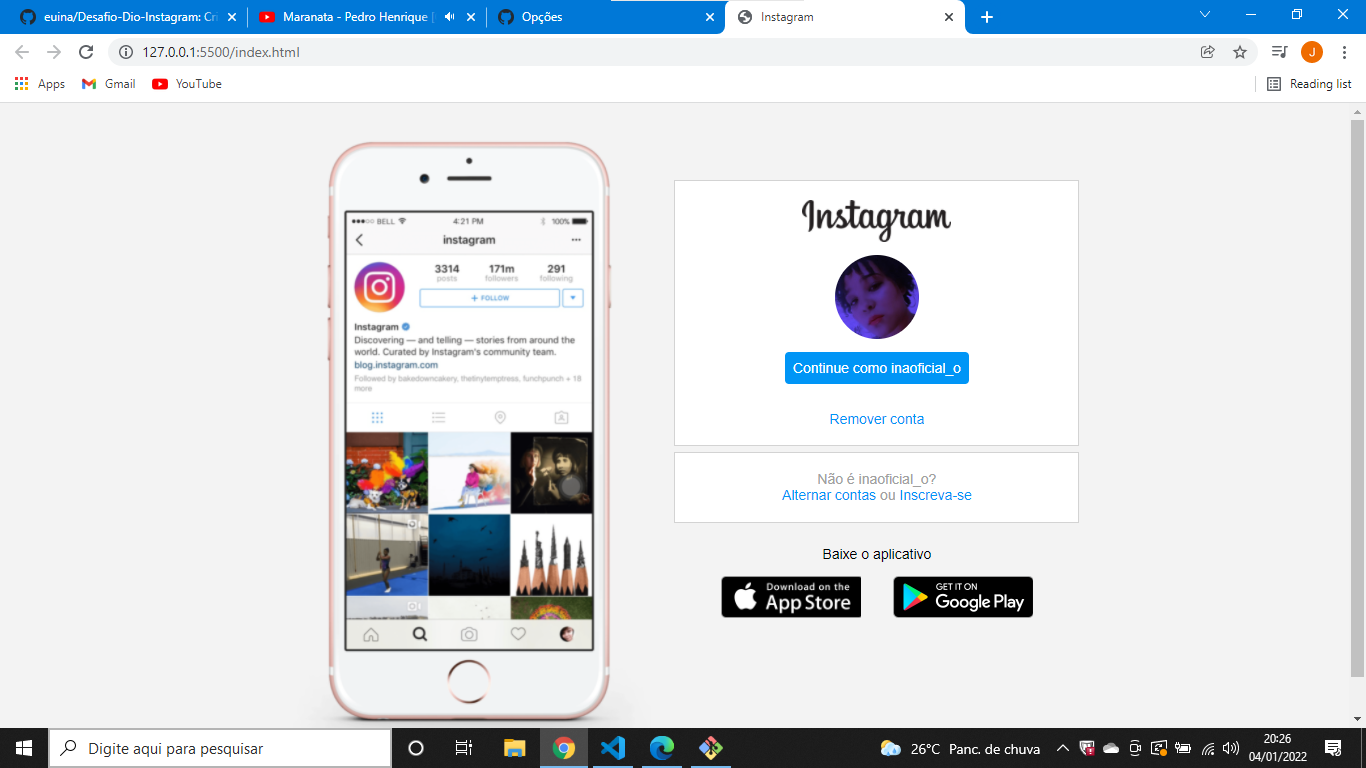 euina/Desafio-Dio-Instagram: Cri
Maranata - Pedro Henrique |
Opções
Instagram
127.0.0.1:5500/index.html
J
Apps
Gmail
YouTube
Reading list
BELL
4:21 PM
100%
instagram
3314
171m
291
posts
followers
following
+ FOLLOW
Instagram
Discovering — and telling — stories from around the
world. Curated by Instagram's community team.
blog.instagram.com
Followed by bakedowncakery, thetinytemptress, funchpunch + 18
more
Instagram
Continue como inaoficial_o
Remover conta
Não é inaoficial_o?
Alternar contas ou Inscreva-se
Baixe o aplicativo
Download on the
App Store
GET IT ON
Google Play
Digite aqui para pesquisar
26°C Panc. de chuva
20:26
04/01/2022